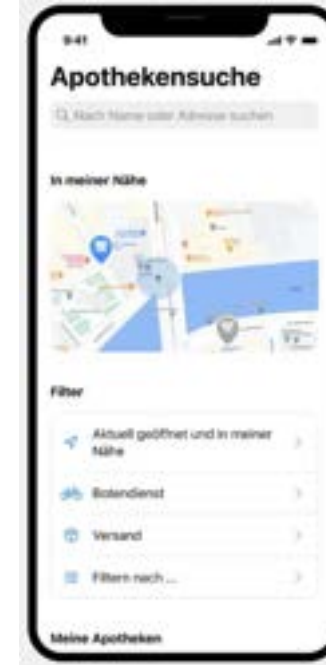 9:41
Apothekensuche
Nach Name oder Adresse suchen
In meiner Nähe
Filter
Aktuell geöffnet und in meiner
Nähe
Botendienst
Versand
Filtern nach ...
Meine Apotheken